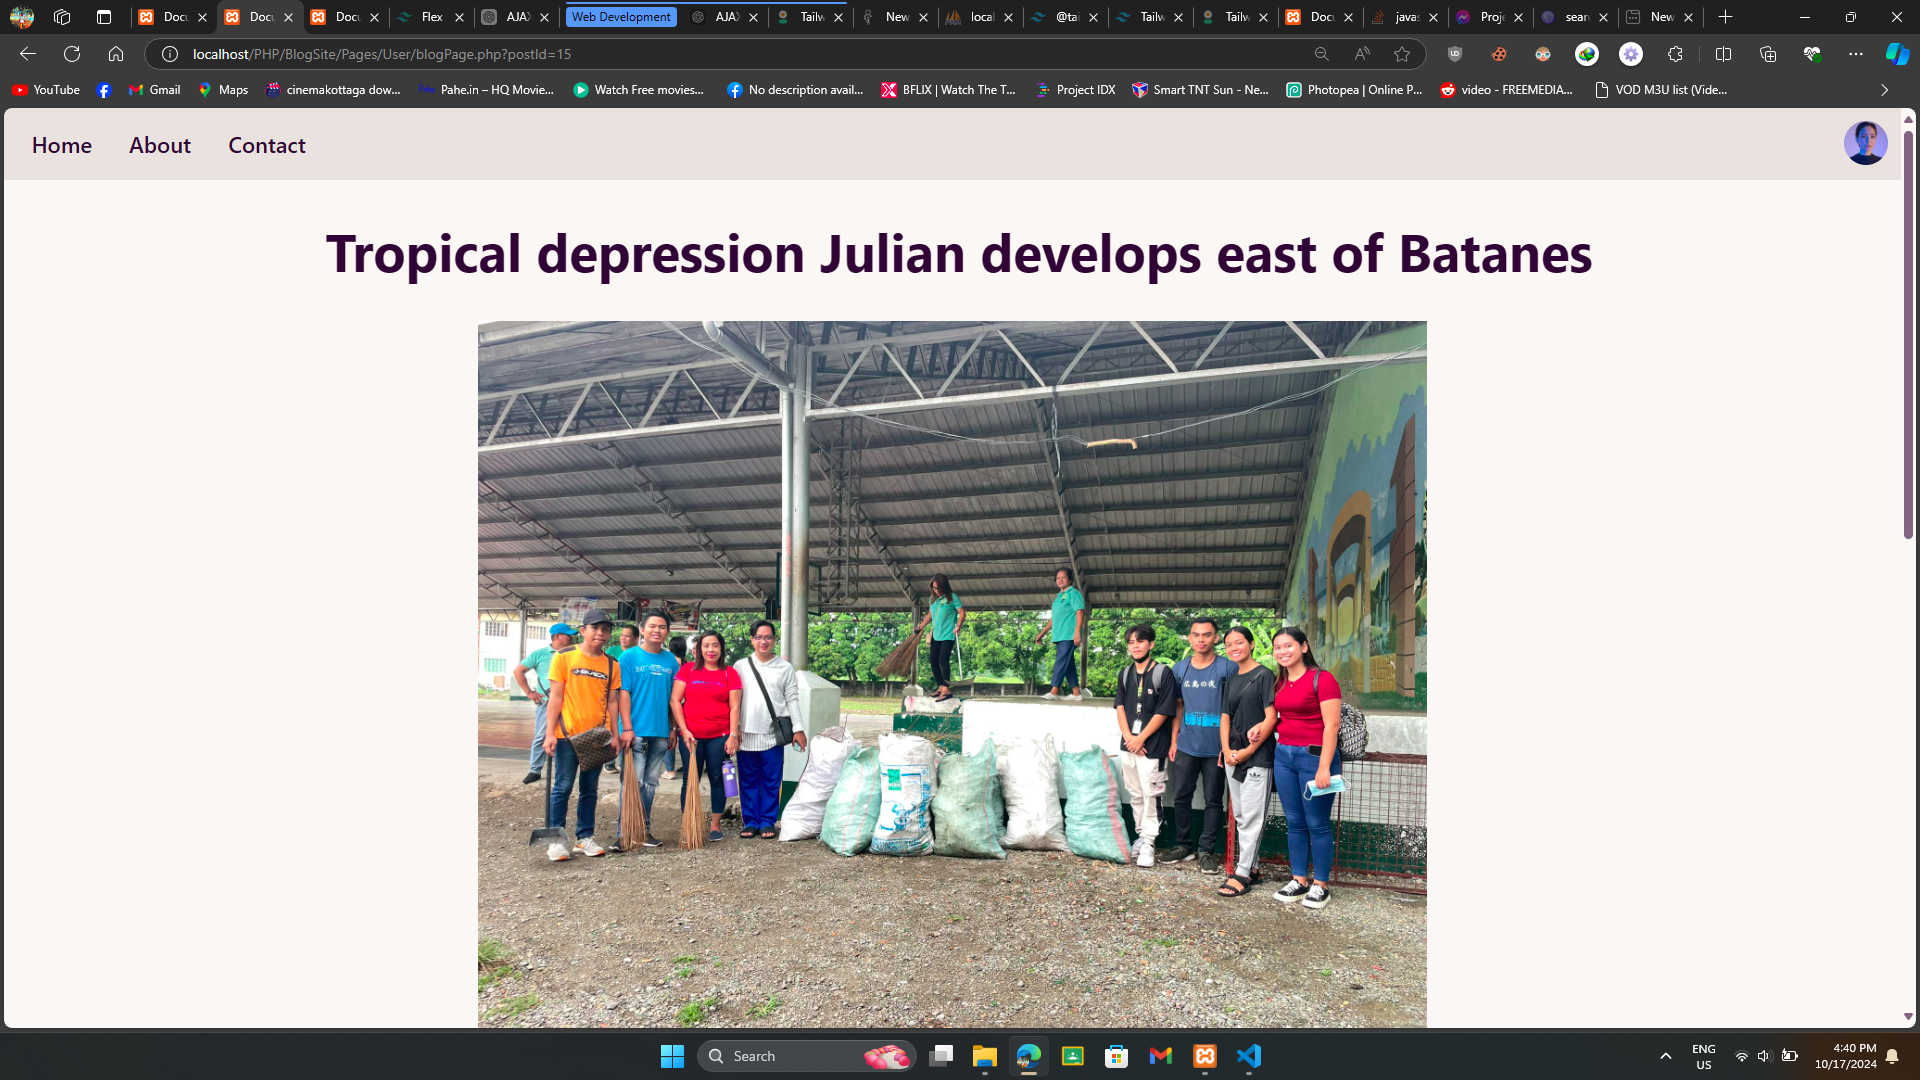 Docu
Docu
Docu
Flex
AJAX
Web Development
AJAX
Tailw
New
local
@tai
Tailw
Tailw
Docu
javas
Proje
sear
New
localhost/PHP/BlogSite/Pages/User/blogPage.php?postId=15
YouTube
Gmail
Maps
cinemakottaga dow...
Pahe.in – HQ Movie...
Watch Free movies...
No description avail...
BFLIX | Watch The T...
Project IDX
Smart TNT Sun - Ne...
Photopea | Online P...
video - FREEMEDIA...
VOD M3U list (Vide...
Home
About
Contact
Tropical depression Julian develops east of Batanes
Search
ENG
US
4:40 PM
10/17/2024